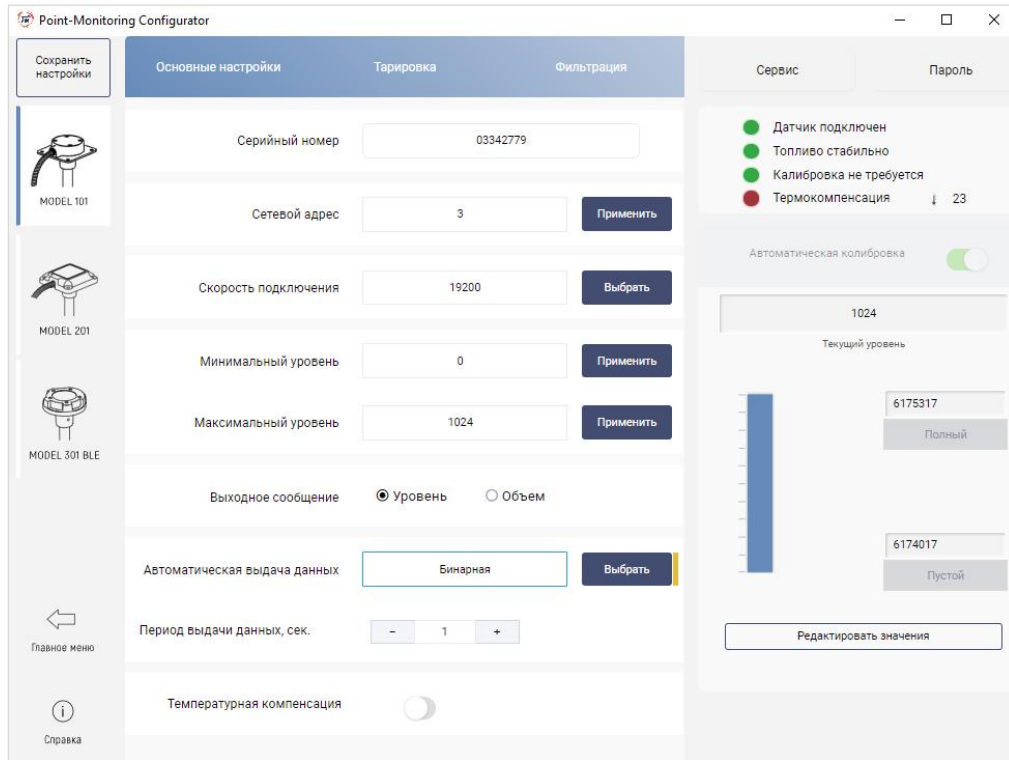 Point-Monitoring Configurator
Сохранить
настройки
MODEL 101
MODEL 201
MODEL 301 BLE
Главное меню
Справка
Основные настройки
Тарировка
Фильтрация
Серийный номер
03342779
Сетевой адрес
3
Применить
Скорость подключения
19200
Выбрать
Минимальный уровень
0
Применить
Максимальный уровень
1024
Применить
Выходное сообщение
Уровень
Объем
Автоматическая выдача данных
Бинарная
Выбрать
Период выдачи данных, сек.
- 1 +
Температурная компенсация
Сервис
Пароль
Датчик подключен
Топливо стабильно
Калибровка не требуется
Термокомпенсация 23
Автоматическая колибровка
1024
Текущий уровень
6175317
Полный
6174017
Пустой
Редактировать значения